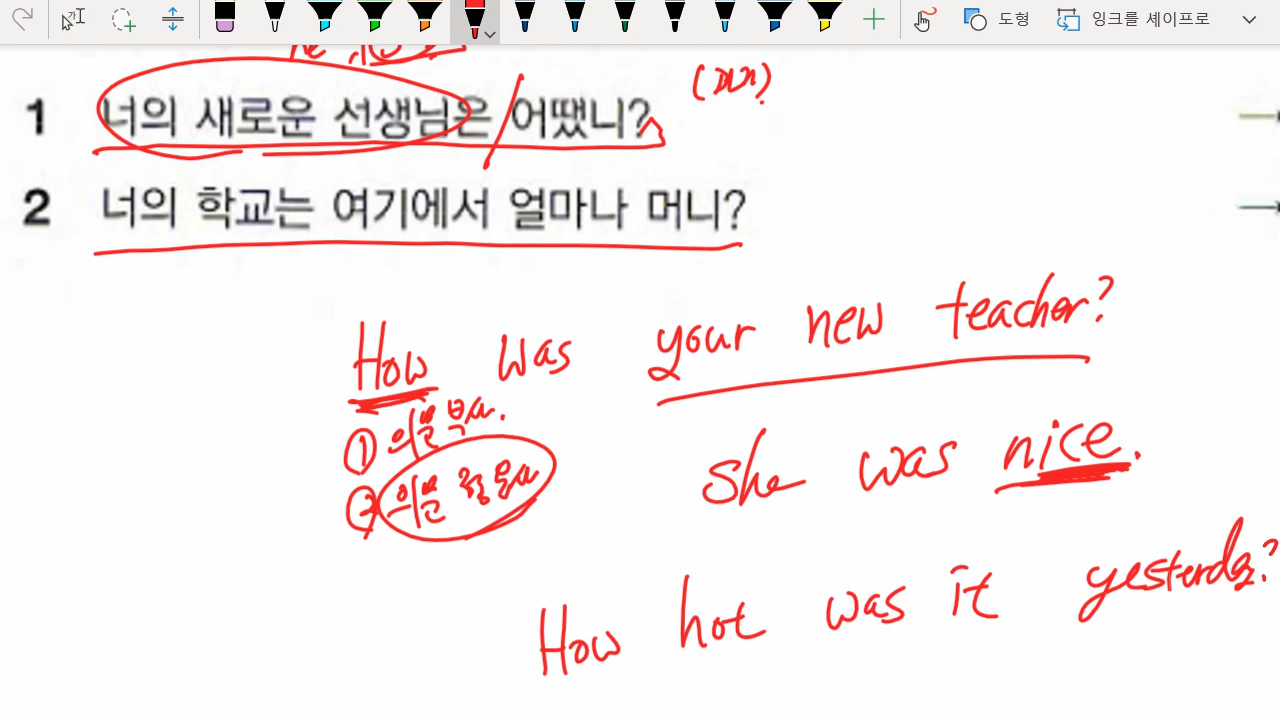 도형 잉크를 셰이프로
1 너의 새로운 선생님은 어땠니?
2 너의 학교는 여기에서 얼마나 머니?
How was your new teacher?
① 의문부사.
She was nice.
② 의문 형용사
How hot was it yesterday?